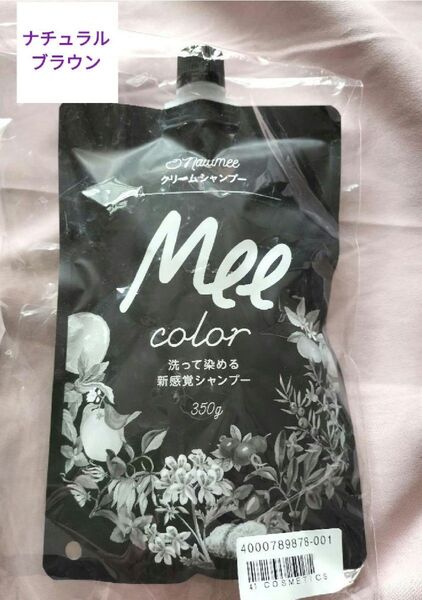 ナチュラル
ブラウン
Mawmee
クリームシャンプー
Mee
color
洗って染める
新感覚シャンプー
350g
4000789878-001
41 COSMETICS